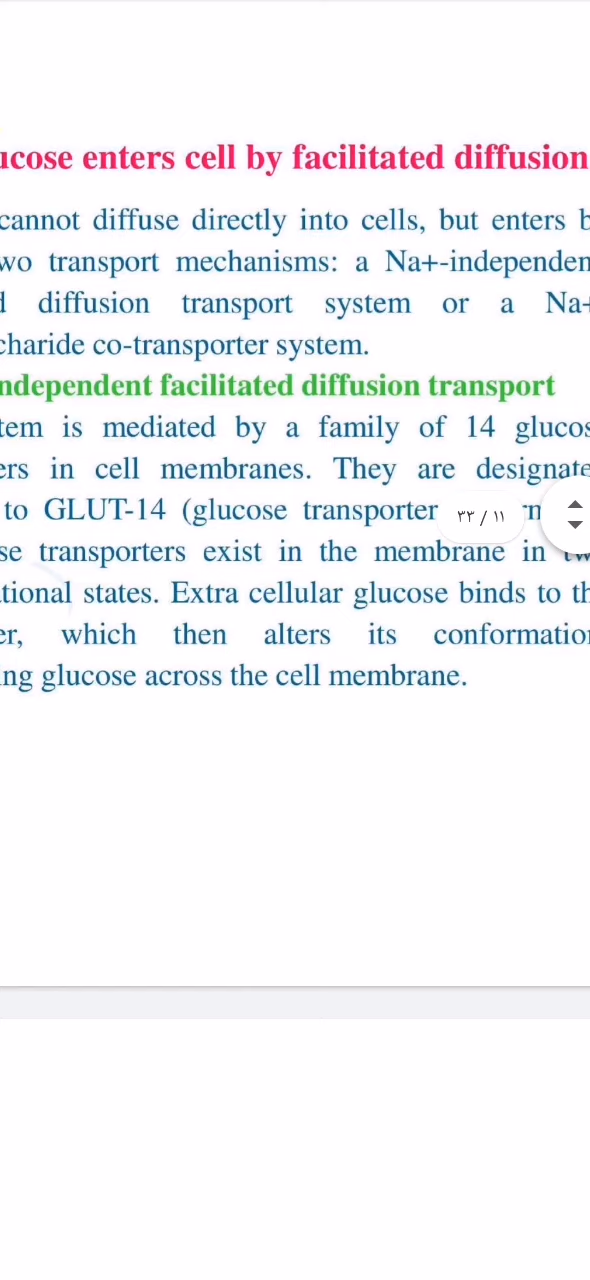 ucose enters cell by facilitated diffusion
cannot diffuse directly into cells, but enters b
wo transport mechanisms: a Na+-independen
d diffusion transport system or a Na+
charide co-transporter system.
ndependent facilitated diffusion transport
tem is mediated by a family of 14 glucos
ers in cell membranes. They are designate
to GLUT-14 (glucose transporter
٣٣ / ١١
se transporters exist in the membrane in tw
ational states. Extra cellular glucose binds to th
er, which then alters its conformation
ing glucose across the cell membrane.